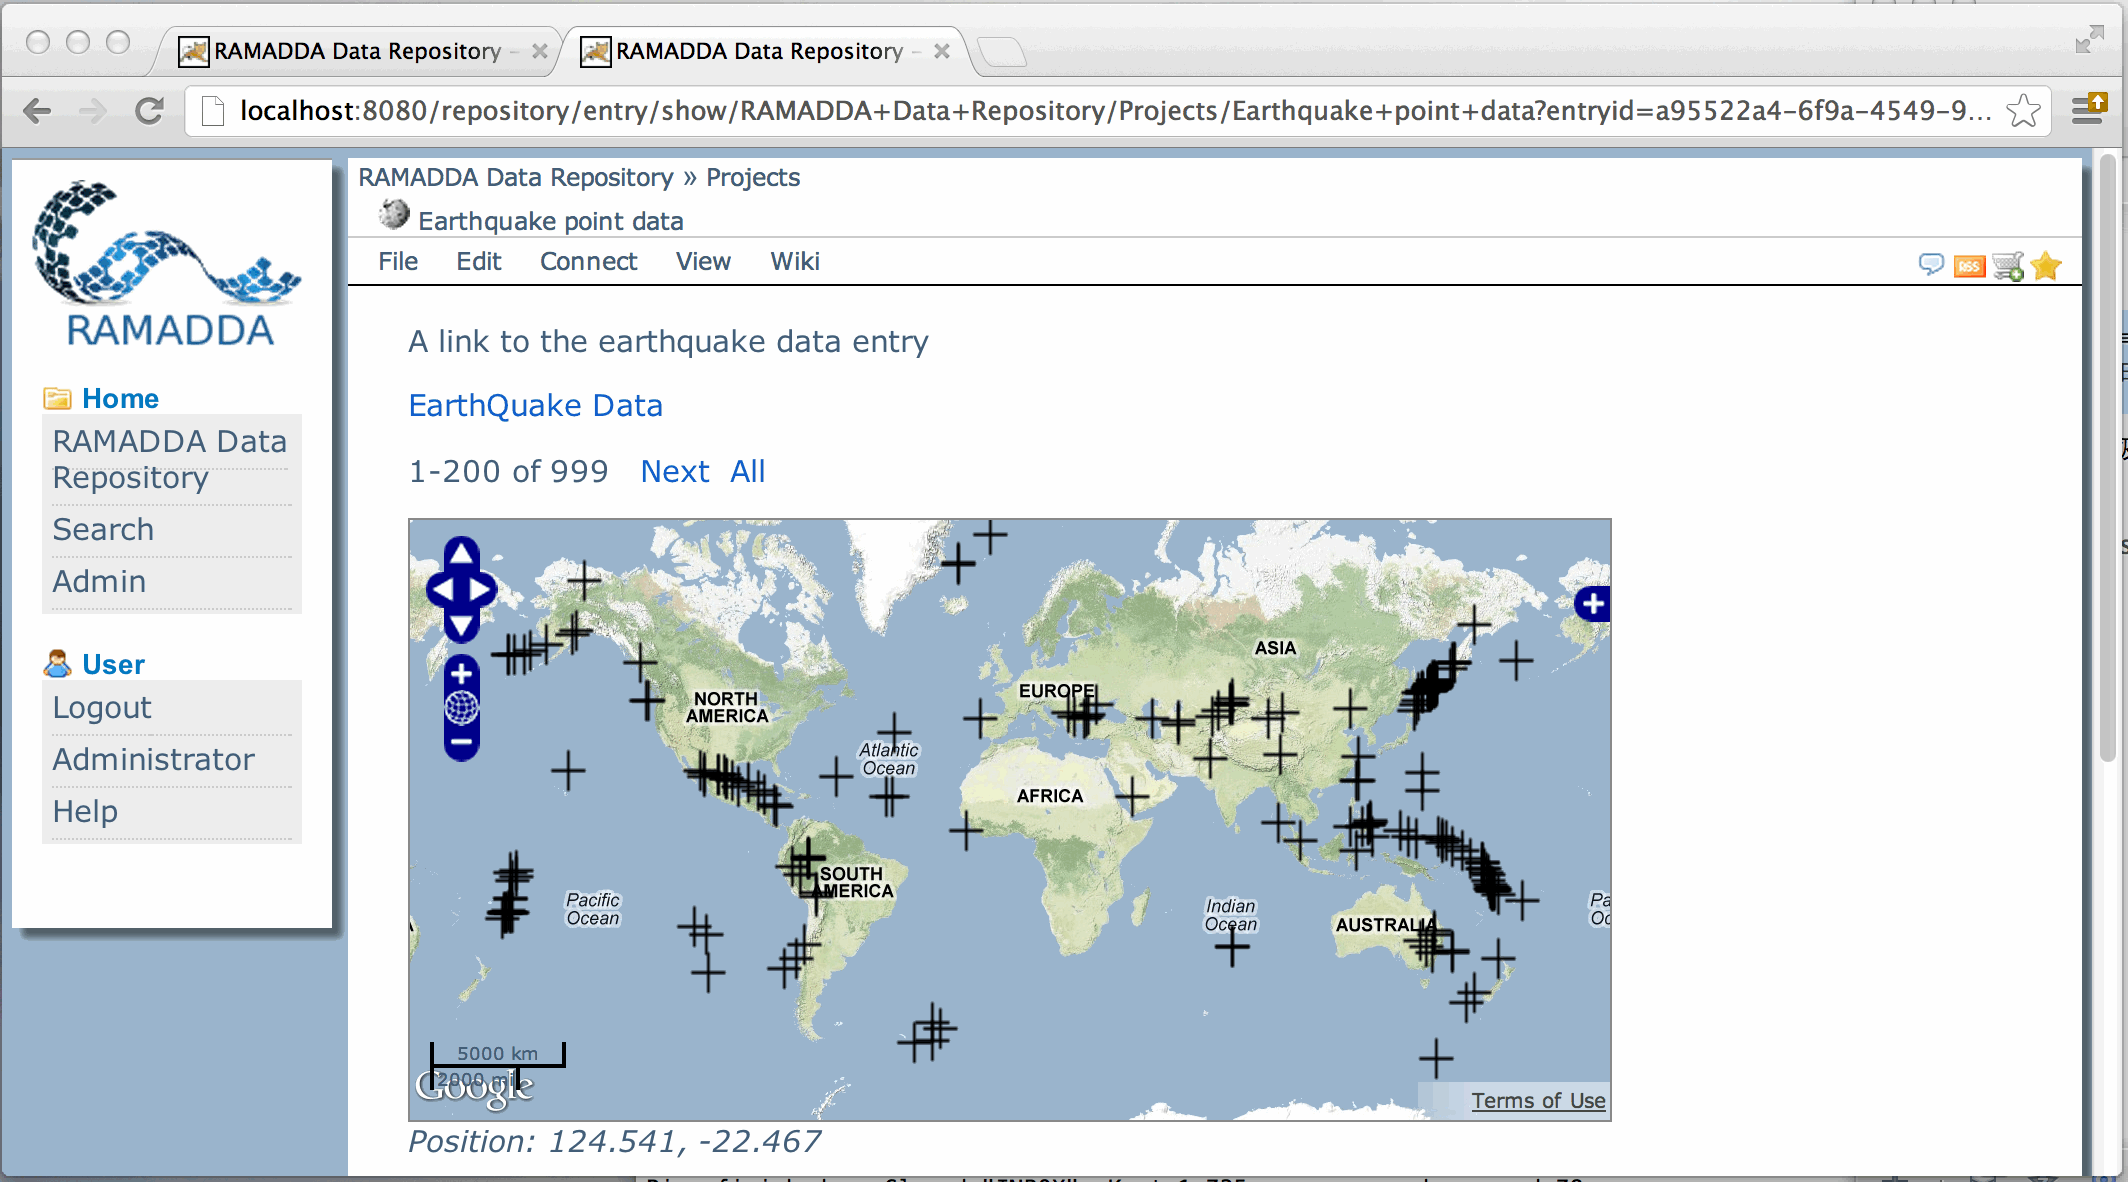 RAMADDA Data Repository -
RAMADDA Data Repository -
localhost:8080/repository/entry/show/RAMADDA+Data+Repository/Projects/Earthquake+point+data?entryid=a95522a4-6f9a-4549-9...
RAMADDA
Home
RAMADDA Data
Repository
Search
Admin
User
Logout
Administrator
Help
RAMADDA Data Repository » Projects
Earthquake point data
File Edit Connect View Wiki
RSS
A link to the earthquake data entry
EarthQuake Data
1-200 of 999 Next All
ASIA
EUROPE
NORTH
AMERICA
Atlantic
Ocean
AFRICA
SOUTH
AMERICA
Pacific
Ocean
Indian
Ocean
AUSTRALIA
Pa
Oc
5000 km
2000 mi
Google
Terms of Use
Position: 124.541, -22.467